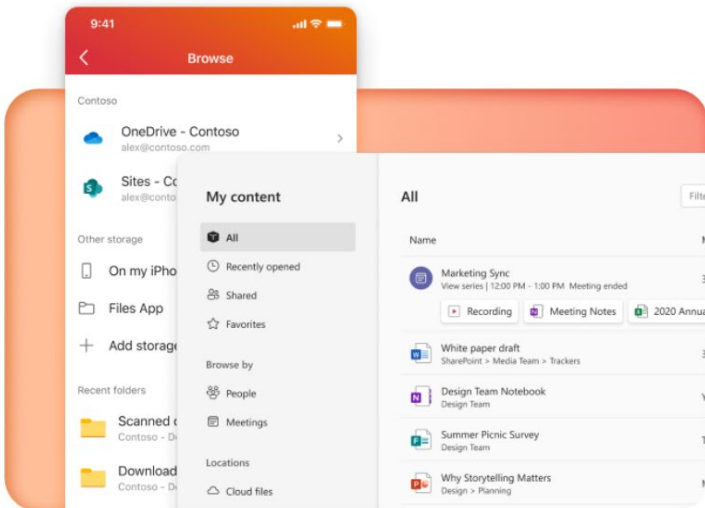 9:41
Browse
Contoso
OneDrive - Contoso
alex@contoso.com
Sites - Co
alex@conto
Other storage
On my iPho
Files App
Add storage
Recent folders
Scanned
Contoso - D
Download
Contoso - D
My content
All
Recently opened
Shared
Favorites
Browse by
People
Meetings
Locations
Cloud files
All
Filte
Name
Marketing Sync
View series | 12:00 PM - 1:00 PM Meeting ended
Recording
Meeting Notes
2020 Annua
White paper draft
SharePoint > Media Team > Trackers
Design Team Notebook
Design Team
Summer Picnic Survey
Design Team
Why Storytelling Matters
Design > Planning